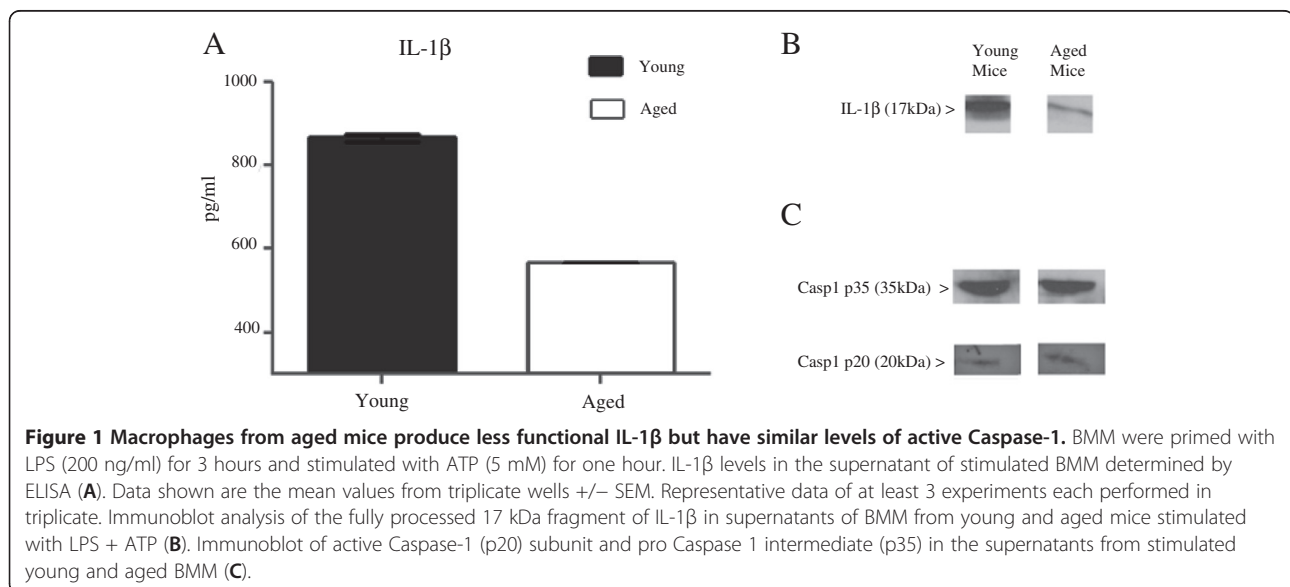 A
IL-1β
Young
Aged
1000
800
600
400
pg/ml
Young
Aged
B
Young
Mice
Aged
Mice
IL-1β (17kDa) >
C
Casp1 p35 (35kDa) >
Casp1 p20 (20kDa) >
Figure 1 Macrophages from aged mice produce less functional IL-1β but have similar levels of active Caspase-1. BMM were primed with
LPS (200 ng/ml) for 3 hours and stimulated with ATP (5 mM) for one hour. IL-1β levels in the supernatant of stimulated BMM determined by
ELISA (A). Data shown are the mean values from triplicate wells +/− SEM. Representative data of at least 3 experiments each performed in
triplicate. Immunoblot analysis of the fully processed 17 kDa fragment of IL-1β in supernatants of BMM from young and aged mice stimulated
with LPS + ATP (B). Immunoblot of active Caspase-1 (p20) subunit and pro Caspase 1 intermediate (p35) in the supernatants from stimulated
young and aged BMM (C).